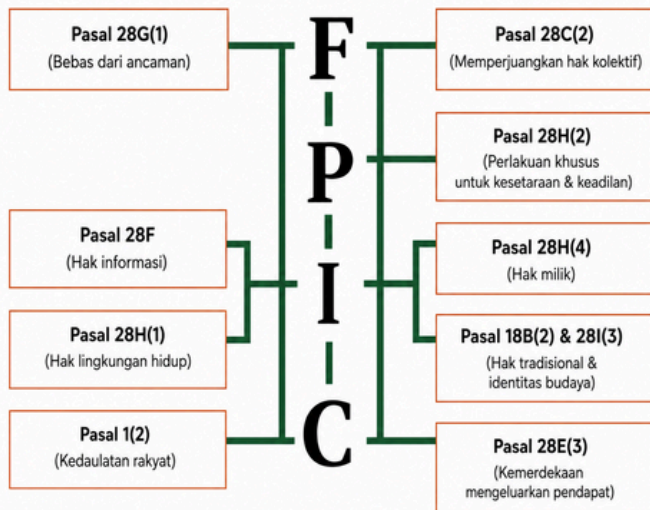 Pasal 28G(1)
(Bebas dari ancaman)
F
Pasal 28C(2)
(Memperjuangkan hak kolektif)
P
Pasal 28H(2)
(Perlakuan khusus
untuk kesetaraan & keadilan)
Pasal 28F
(Hak informasi)
Pasal 28H(1)
(Hak lingkungan hidup)
I
Pasal 28H(4)
(Hak milik)
Pasal 18B(2) & 28I(3)
(Hak tradisional &
identitas budaya)
Pasal 1(2)
(Kedaulatan rakyat)
C
Pasal 28E(3)
(Kemerdekaan
mengeluarkan pendapat)